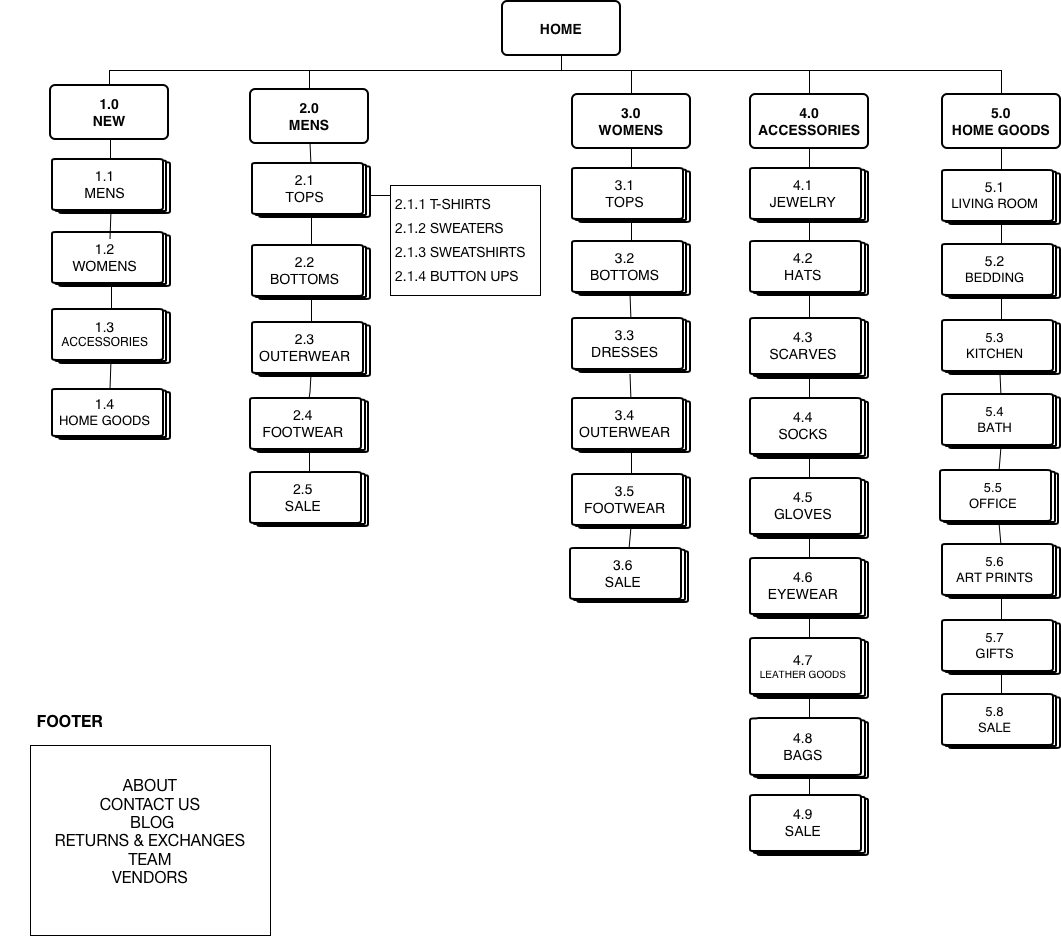 HOME
1.0
NEW
1.1
MENS
1.2
WOMENS
1.3
ACCESSORIES
1.4
HOME GOODS
2.0
MENS
2.1
TOPS
2.1.1 T-SHIRTS
2.1.2 SWEATERS
2.1.3 SWEATSHIRTS
2.1.4 BUTTON UPS
2.2
BOTTOMS
2.3
OUTERWEAR
2.4
FOOTWEAR
2.5
SALE
3.0
WOMENS
3.1
TOPS
3.2
BOTTOMS
3.3
DRESSES
3.4
OUTERWEAR
3.5
FOOTWEAR
3.6
SALE
4.0
ACCESSORIES
4.1
JEWELRY
4.2
HATS
4.3
SCARVES
4.4
SOCKS
4.5
GLOVES
4.6
EYEWEAR
4.7
LEATHER GOODS
4.8
BAGS
4.9
SALE
5.0
HOME GOODS
5.1
LIVING ROOM
5.2
BEDDING
5.3
KITCHEN
5.4
BATH
5.5
OFFICE
5.6
ART PRINTS
5.7
GIFTS
5.8
SALE
FOOTER
ABOUT
CONTACT US
BLOG
RETURNS & EXCHANGES
TEAM
VENDORS